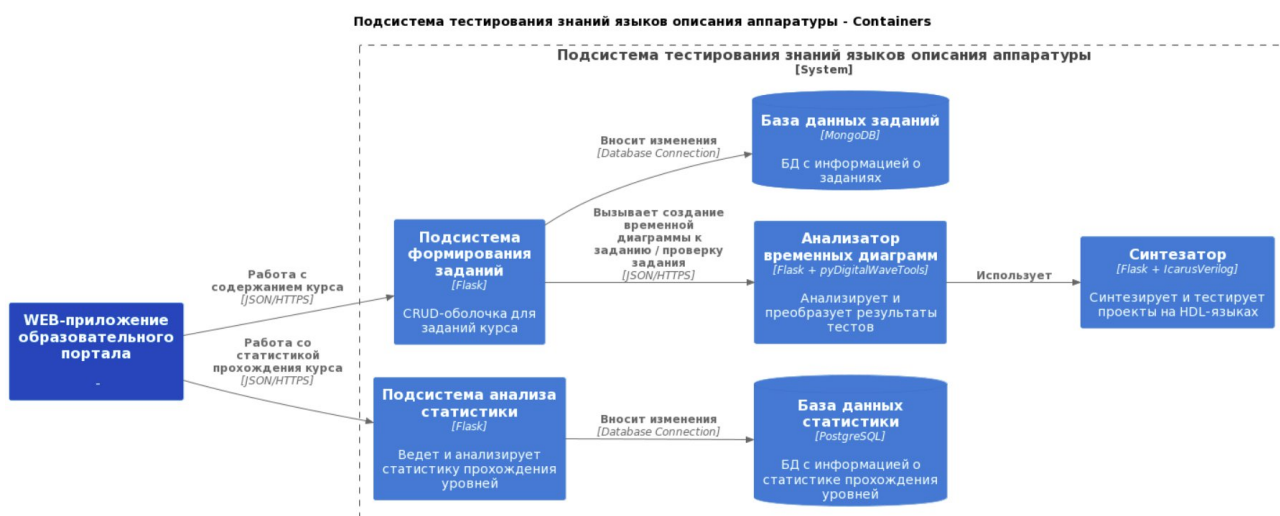 Подсистема тестирования знаний языков описания аппаратуры - Containers
Подсистема тестирования знаний языков описания аппаратуры
[System]
База данных заданий
[MongoDB]
БД с информацией о
заданиях
Вносит изменения
[Database Connection]
Вызывает создание
временной
диаграммы к
заданию / проверку
задания
[JSON/HTTPS]
Подсистема
формирования
заданий
[Flask]
CRUD-оболочка для
заданий курса
Анализатор
временных диаграмм
[Flask + pyDigitalWaveTools]
Анализирует и
преобразует результаты
тестов
Использует
Синтезатор
[Flask + IcarusVerilog]
Синтезирует и тестирует
проекты на HDL-языках
Работа с
содержанием курса
[JSON/HTTPS]
WEB-приложение
образовательного
портала
-
Работа со
статистикой
прохождения курса
[JSON/HTTPS]
Подсистема анализа
статистики
[Flask]
Ведет и анализирует
статистику прохождения
уровней
Вносит изменения
[Database Connection]
База данных
статистики
[PostgreSQL]
БД с информацией о
статистике прохождения
уровней